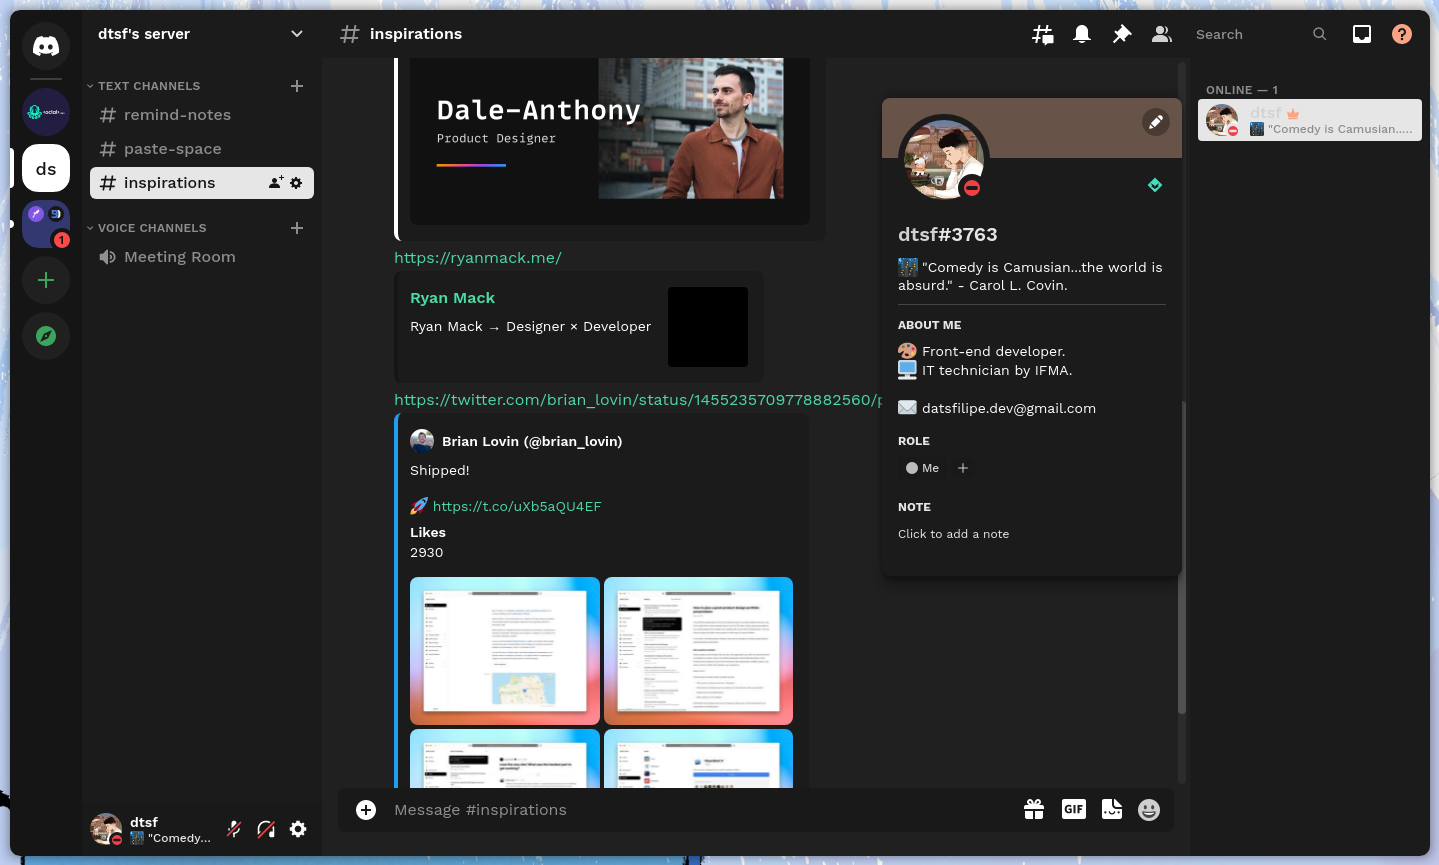 dtsf's server
TEXT CHANNELS
remind-notes
paste-space
ds
inspirations
VOICE CHANNELS
1
Meeting Room
dtsf
"Comedy...
inspirations
Search
Dale-Anthony
Product Designer
https://ryanmack.me/
Ryan Mack
Ryan Mack → Designer × Developer
https://twitter.com/brian_lovin/status/1455235709778882560/
Brian Lovin (@brian_lovin)
Shipped!
🚀 https://t.co/uXb5aQU4EF
Likes
2930
Message #inspirations
GIF
dtsf#3763
"Comedy is Camusian...the world is
absurd." - Carol L. Covin.
ABOUT ME
🎨 Front-end developer.
🖥️ IT technician by IFMA.
✉️ datsfilipe.dev@gmail.com
ROLE
Me
NOTE
Click to add a note
ONLINE — 1
dtsf
"Comedy is Camusian.....